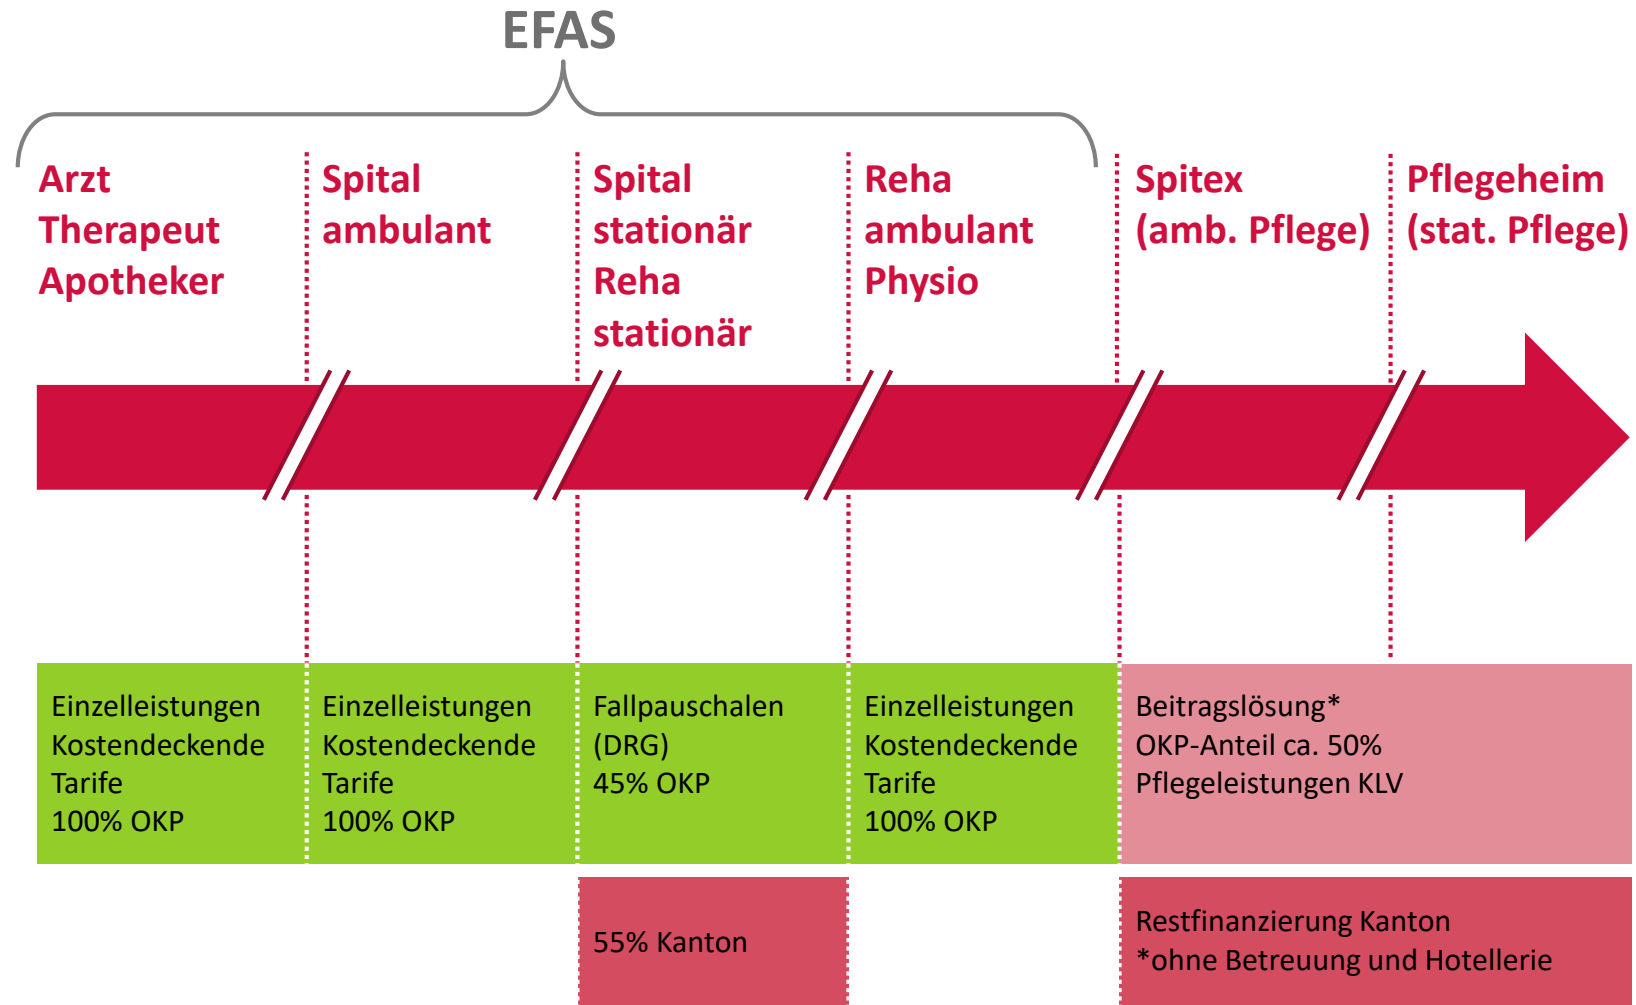 EFAS
Arzt
Therapeut
Apotheker
Spital
ambulant
Spital
stationär
Reha
stationär
Reha
ambulant
Physio
Spitex
(amb. Pflege)
Pflegeheim
(stat. Pflege)
Einzelleistungen
Kostendeckende
Tarife
100% OKP
Einzelleistungen
Kostendeckende
Tarife
100% OKP
Fallpauschalen
(DRG)
45% OKP
Einzelleistungen
Kostendeckende
Tarife
100% OKP
Beitragslösung*
OKP-Anteil ca. 50%
Pflegeleistungen KLV
55% Kanton
Restfinanzierung Kanton
*ohne Betreuung und Hotellerie